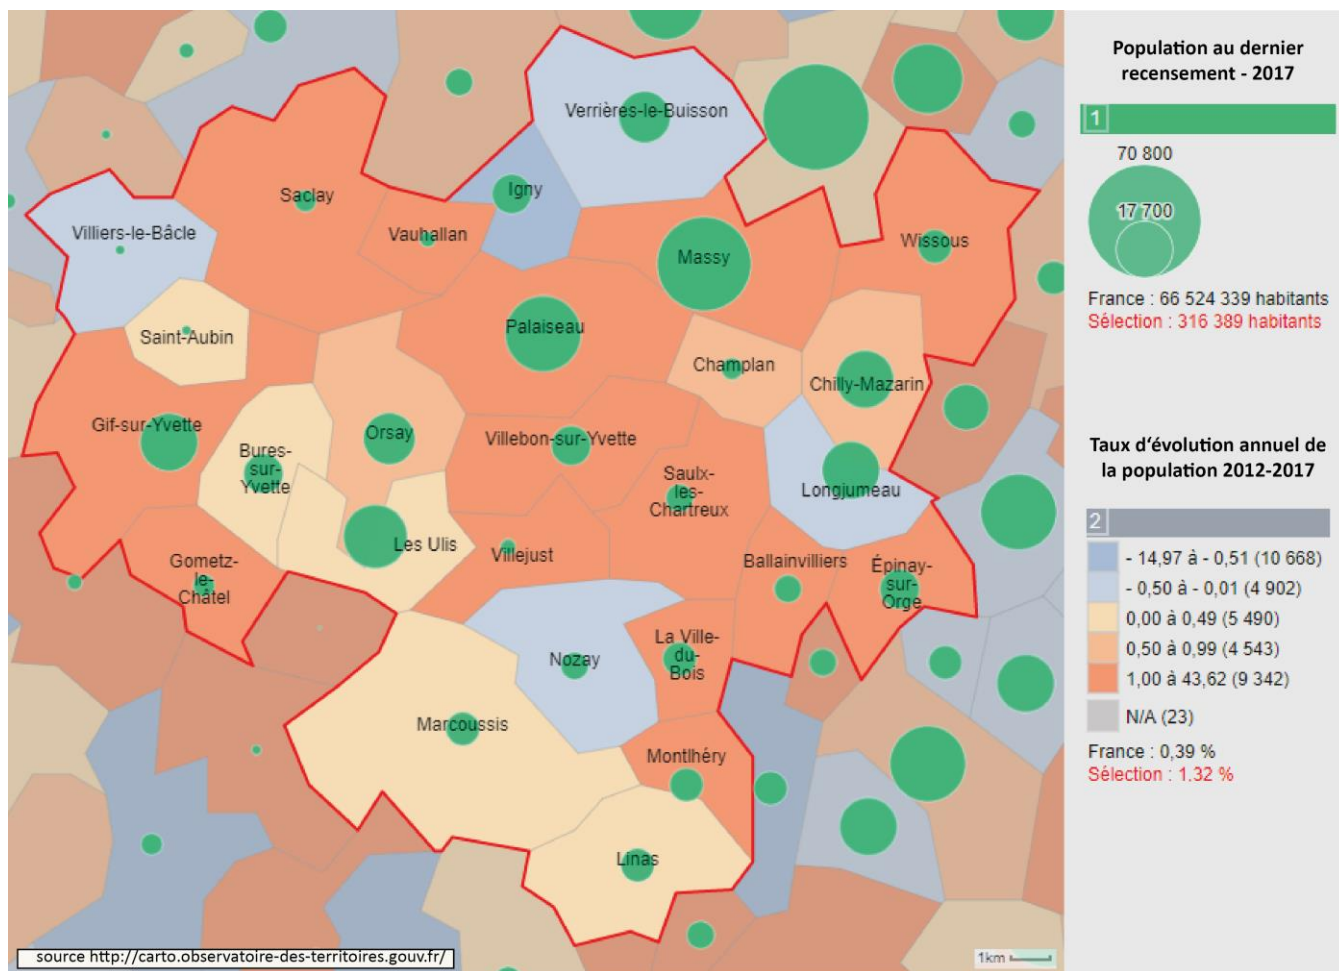 Verrières-le-Buisson
Igny
Saclay
Villiers-le-Bâcle
Vauhallan
Wissous
Massy
Palaiseau
Saint-Aubin
Champlan
Chilly-Mazarin
Gif-sur-Yvette
Orsay
Villebon-sur-Yvette
Bures-
sur-
Yvette
Saulx-
les-
Chartreux
Longjumeau
Les Ulis
Villejust
Gometz-
le-
Châtel
Ballainvilliers
Épinay-
sur-
Orge
La Ville-
du-
Bois
Nozay
Marcoussis
Montlhéry
Linas
source http://carto.observatoire-des-territoires.gouv.fr/
1km
Population au dernier
recensement - 2017
1
70 800
17 700
France : 66 524 339 habitants
Sélection : 316 389 habitants
Taux d'évolution annuel de
la population 2012-2017
2
- 14,97 à - 0,51 (10 668)
- 0,50 à - 0,01 (4 902)
0,00 à 0,49 (5 490)
0,50 à 0,99 (4 543)
1,00 à 43,62 (9 342)
N/A (23)
France : 0,39 %
Sélection : 1,32 %